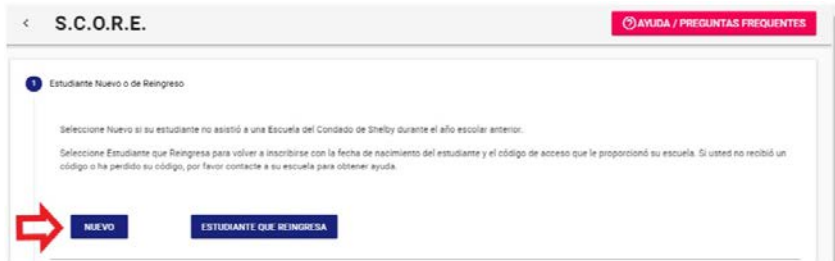 S.C.O.R.E.
AYUDA / PREGUNTAS FREQUENTES
1 Estudiante Nuevo o de Reingreso
Seleccione Nuevo si su estudiante no asistió a una Escuela del Condado de Shelby durante el año escolar anterior.
Seleccione Estudiante que Reingresa para volver a inscribirse con la fecha de nacimiento del estudiante y el código de acceso que le proporcionó su escuela. Si usted no recibió un
código o ha perdido su código, por favor contacte a su escuela para obtener ayuda.
NUEVO
ESTUDIANTE QUE REINGRESA